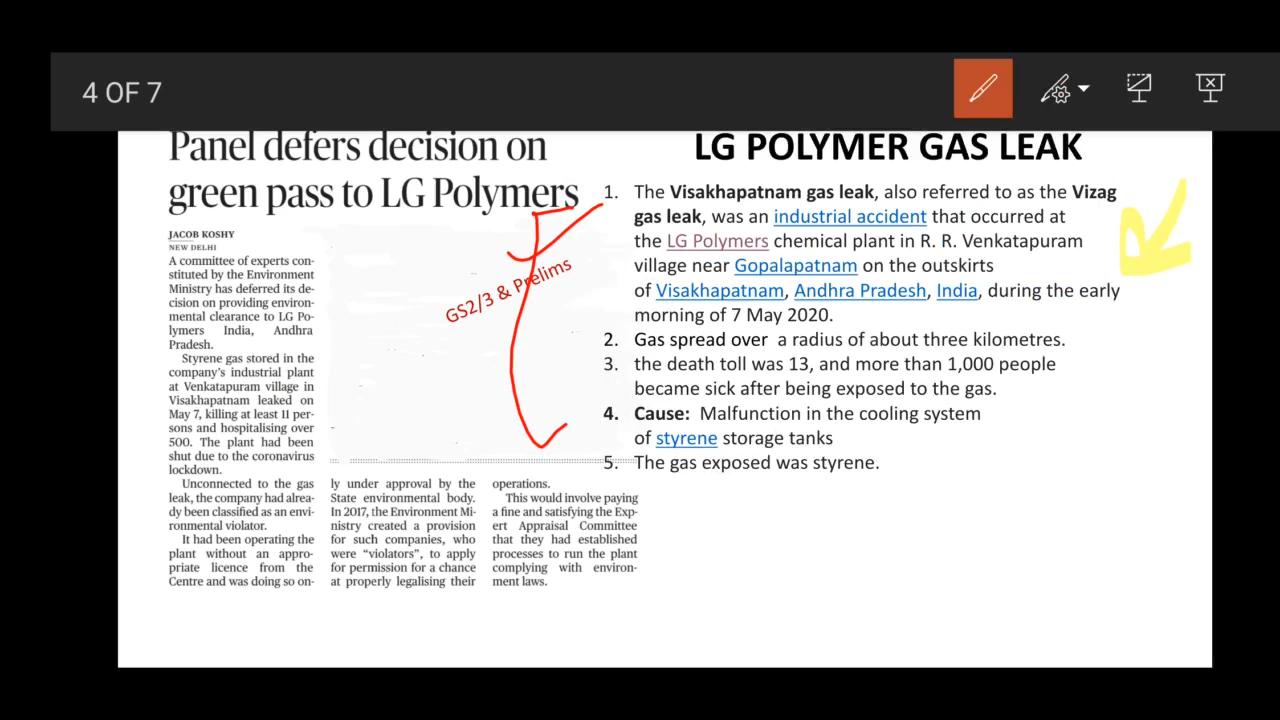 4 OF 7
Panel defers decision on
green pass to LG Polymers
JACOB KOSHY
NEW DELHI
A committee of experts con-
stituted by the Environment
Ministry has deferred its de-
cision on providing environ-
mental clearance to LG Po-
lymers India, Andhra
Pradesh.
Styrene gas stored in the
company's industrial plant
at Venkatapuram village in
Visakhapatnam leaked on
May 7, killing at least 11 per-
sons and hospitalising over
500. The plant had been
shut due to the coronavirus
lockdown.
Unconnected to the gas
leak, the company had alrea-
dy been classified as an envi-
ronmental violator.
It had been operating the
plant without an appro-
priate licence from the
Centre and was doing so on-
ly under approval by the
State environmental body.
In 2017, the Environment Mi-
nistry created a provision
for such companies, who
were "violators", to apply
for permission for a chance
at properly legalising their
operations.
This would involve paying
a fine and satisfying the Exp-
ert Appraisal Committee
that they had established
processes to run the plant
complying with environ-
ment laws.
GS2/3 & Prelims
LG POLYMER GAS LEAK
1. The Visakhapatnam gas leak, also referred to as the Vizag
gas leak, was an industrial accident that occurred at
the LG Polymers chemical plant in R. R. Venkatapuram
village near Gopalapatnam on the outskirts
of Visakhapatnam, Andhra Pradesh, India, during the early
morning of 7 May 2020.
2. Gas spread over a radius of about three kilometres.
3. the death toll was 13, and more than 1,000 people
became sick after being exposed to the gas.
4. Cause: Malfunction in the cooling system
of styrene storage tanks
5. The gas exposed was styrene.